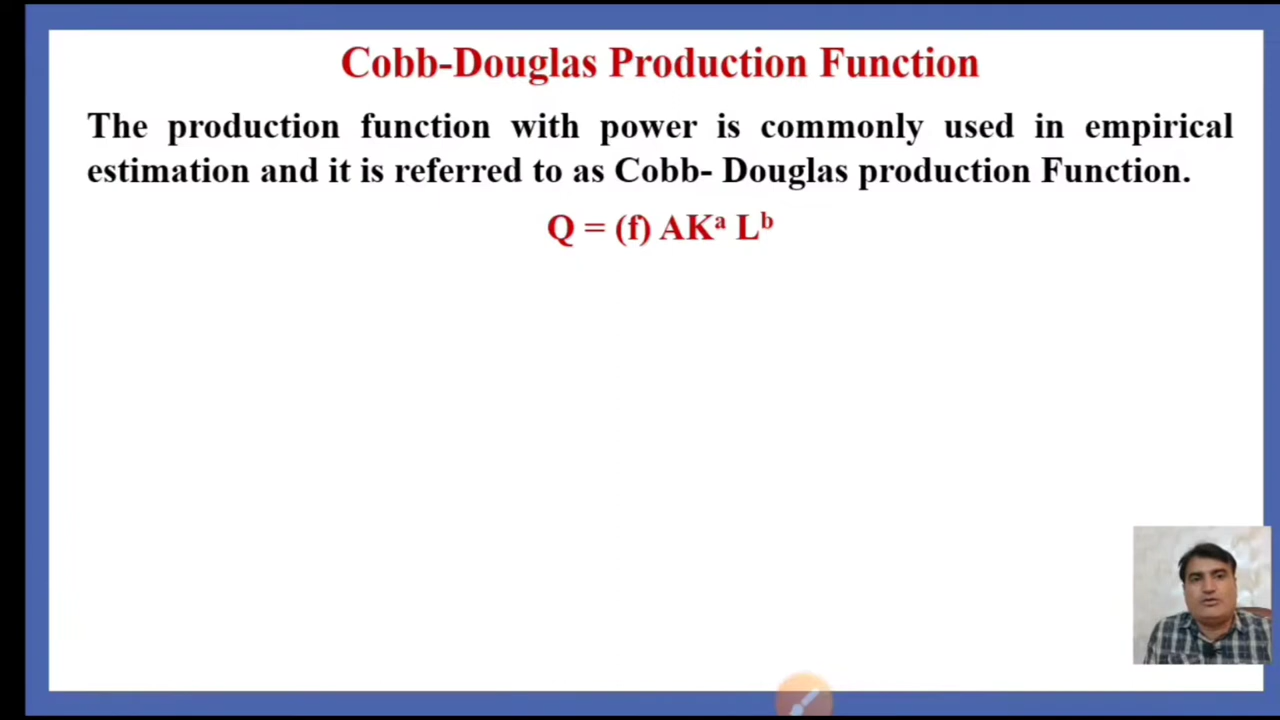 Cobb-Douglas Production Function
The production function with power is commonly used in empirical
estimation and it is referred to as Cobb- Douglas production Function.
Q = (f) AKᵃ Lᵇ